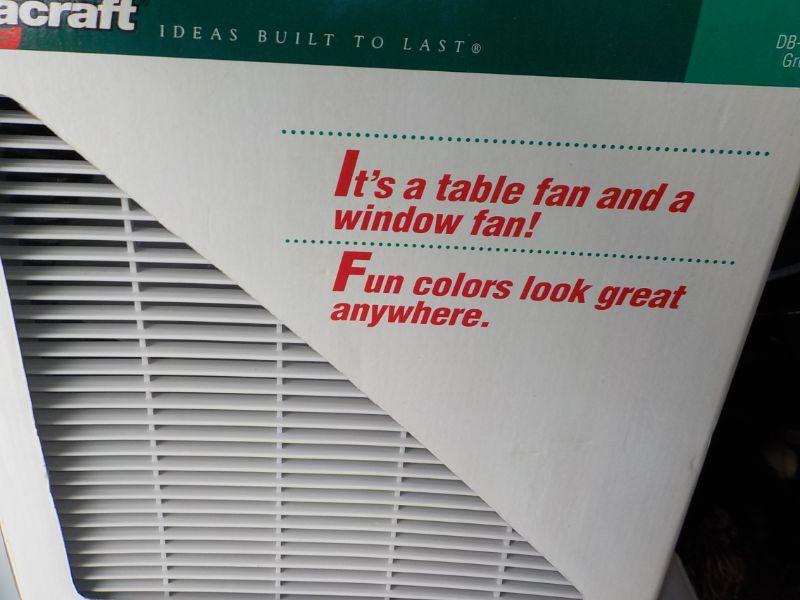 acraft®
IDEAS BUILT TO LAST®
DB-
Gr
It's a table fan and a
window fan!
Fun colors look great
anywhere.